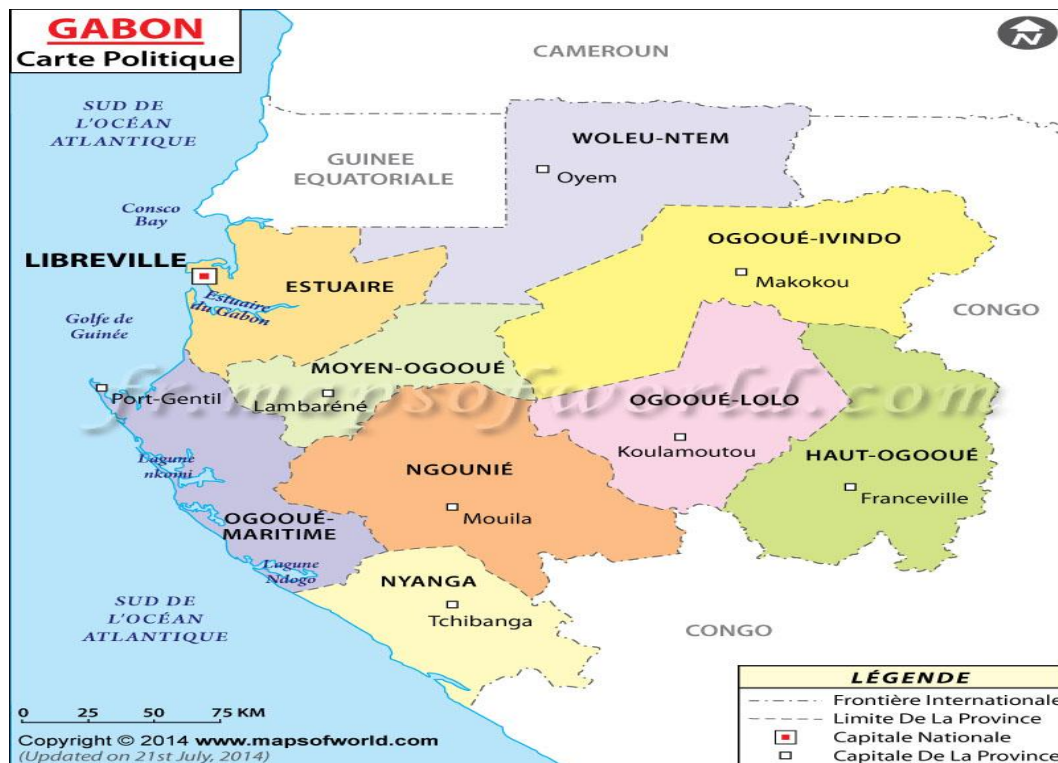 GABON
Carte Politique
N
CAMEROUN
SUD DE
L'OCÉAN
ATLANTIQUE
GUINEE
EQUATORIALE
WOLEU-NTEM
Oyem
Consco
Bay
OGOOUÉ-IVINDO
LIBREVILLE
ESTUAIRE
Makokou
Estuaire
du Gabon
Golfe de
Guinée
CONGO
MOYEN-OGOOUÉ
fr.mapsofworld.com
Port-Gentil
Lambaréné
OGOOUÉ-LOLO
Koulamoutou
HAUT-OGOOUÉ
Lagune
nkomi
NGOUNIÉ
Franceville
OGOOUÉ-
MARITIME
Mouila
Lagune
Ndogo
NYANGA
SUD DE
L'OCÉAN
ATLANTIQUE
Tchibanga
CONGO
LÉGENDE
Frontière Internationale
Limite De La Province
Capitale Nationale
Capitale De La Province
0 25 50 75 KM
Copyright © 2014 www.mapsofworld.com
(Updated on 21st July, 2014)